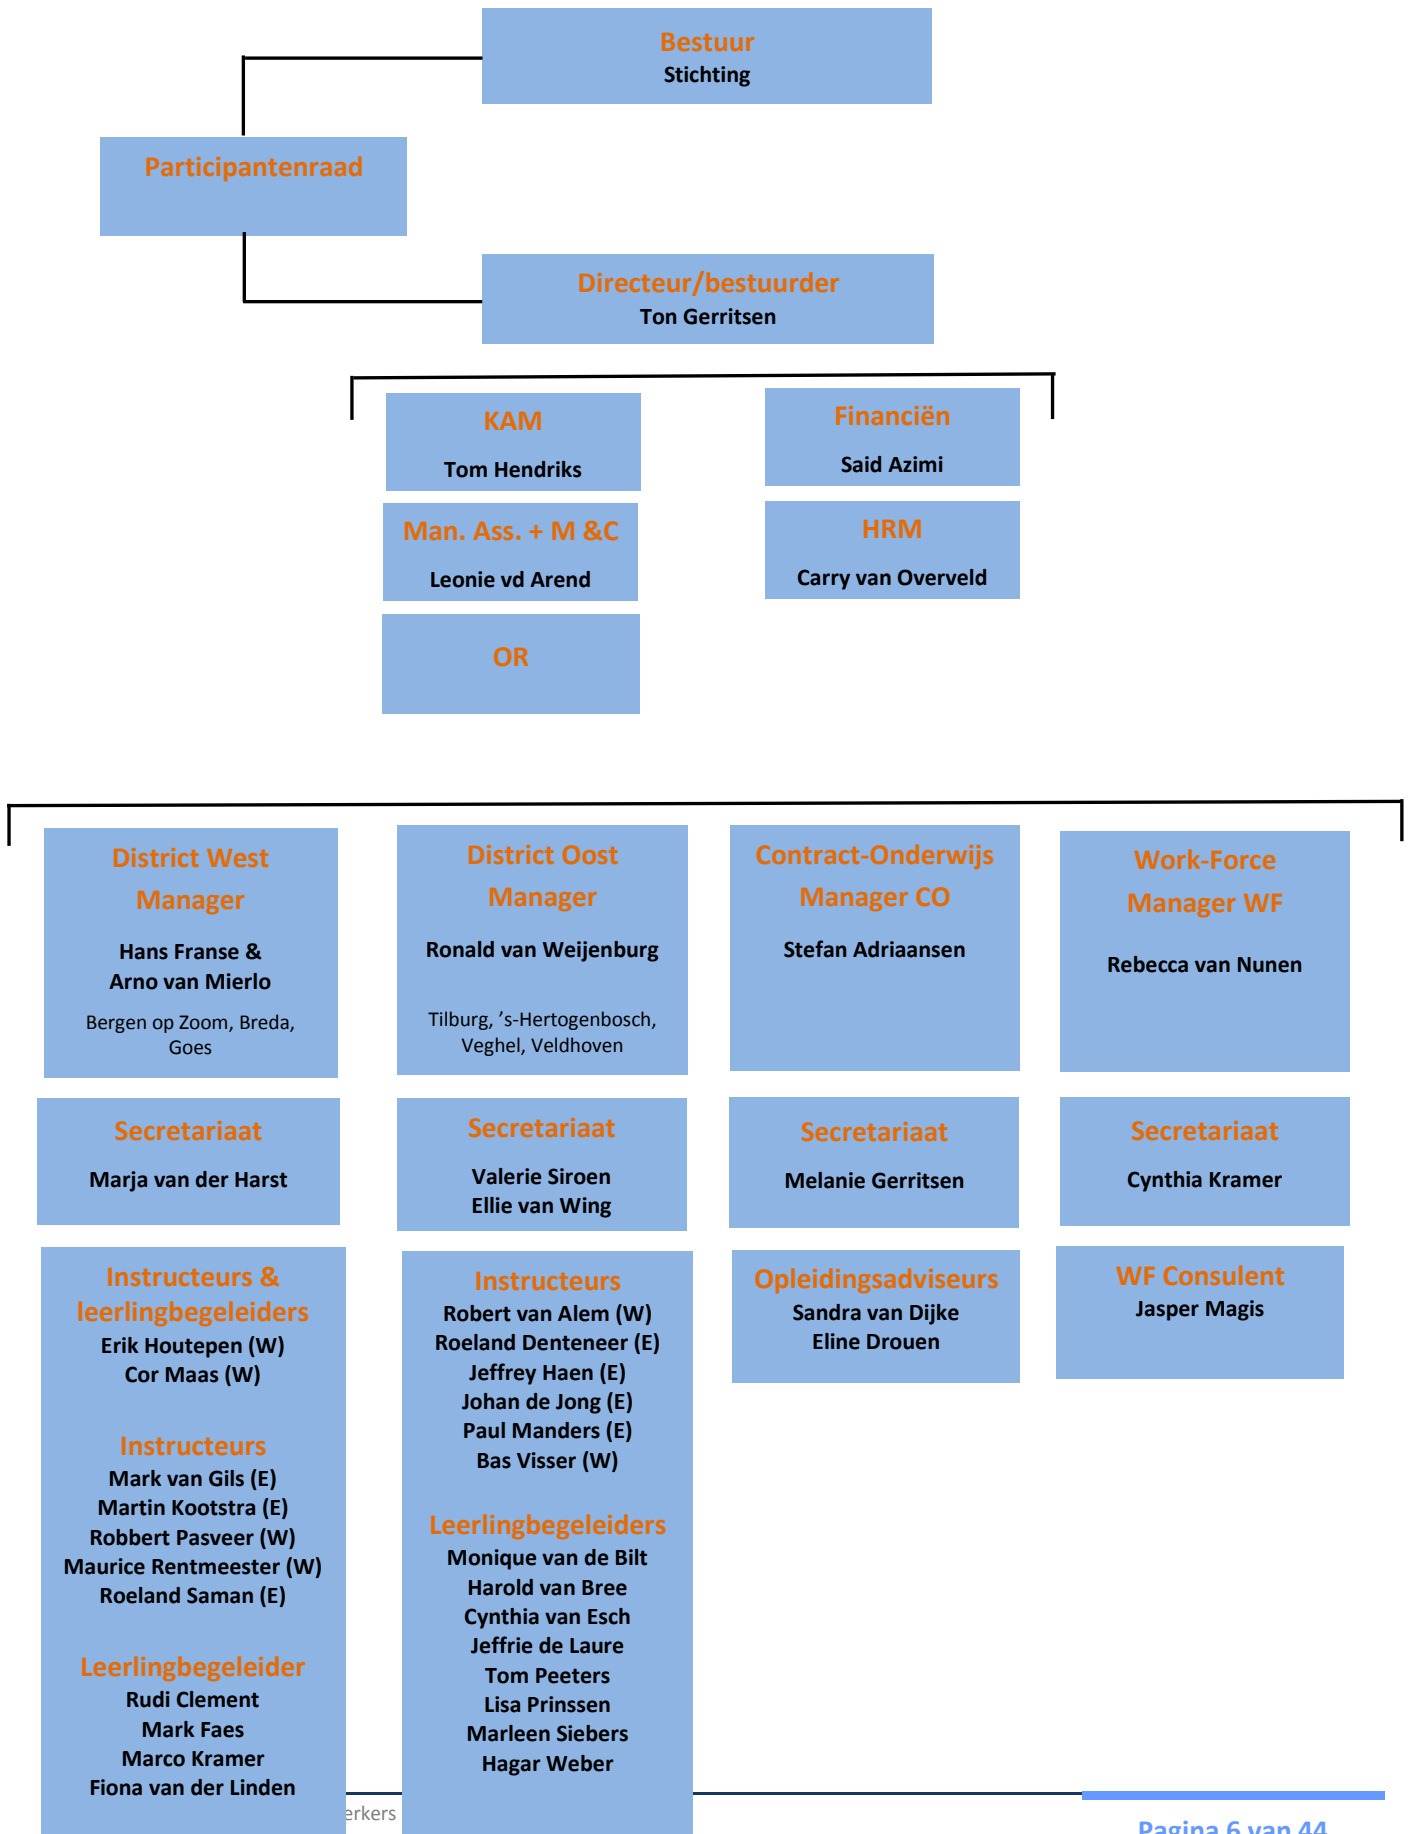 Bestuur
Stichting
Participantenraad
Directeur/bestuurder
Ton Gerritsen
KAM
Tom Hendriks
Financiën
Said Azimi
Man. Ass. + M &C
Leonie vd Arend
HRM
Carry van Overveld
OR
District West
Manager
Hans Franse &
Arno van Mierlo
Bergen op Zoom, Breda,
Goes
District Oost
Manager
Ronald van Weijenburg
Tilburg, ’s-Hertogenbosch,
Veghel, Veldhoven
Contract-Onderwijs
Manager CO
Stefan Adriaansen
Work-Force
Manager WF
Rebecca van Nunen
Secretariaat
Marja van der Harst
Secretariaat
Valerie Siroen
Ellie van Wing
Secretariaat
Melanie Gerritsen
Secretariaat
Cynthia Kramer
Instructeurs &
leerlingbegeleiders
Erik Houtepen (W)
Cor Maas (W)
Instructeurs
Mark van Gils (E)
Martin Kootstra (E)
Robbert Pasveer (W)
Maurice Rentmeester (W)
Roeland Saman (E)
Leerlingbegeleider
Rudi Clement
Mark Faes
Marco Kramer
Fiona van der Linden
Instructeurs
Robert van Alem (W)
Roeland Denteneer (E)
Jeffrey Haen (E)
Johan de Jong (E)
Paul Manders (E)
Bas Visser (W)
Leerlingbegeleiders
Monique van de Bilt
Harold van Bree
Cynthia van Esch
Jeffrie de Laure
Tom Peeters
Lisa Prinssen
Marleen Siebers
Hagar Weber
Opleidingsadviseurs
Sandra van Dijke
Eline Drouen
WF Consulent
Jasper Magis
erkers
Pagina 6 van 44